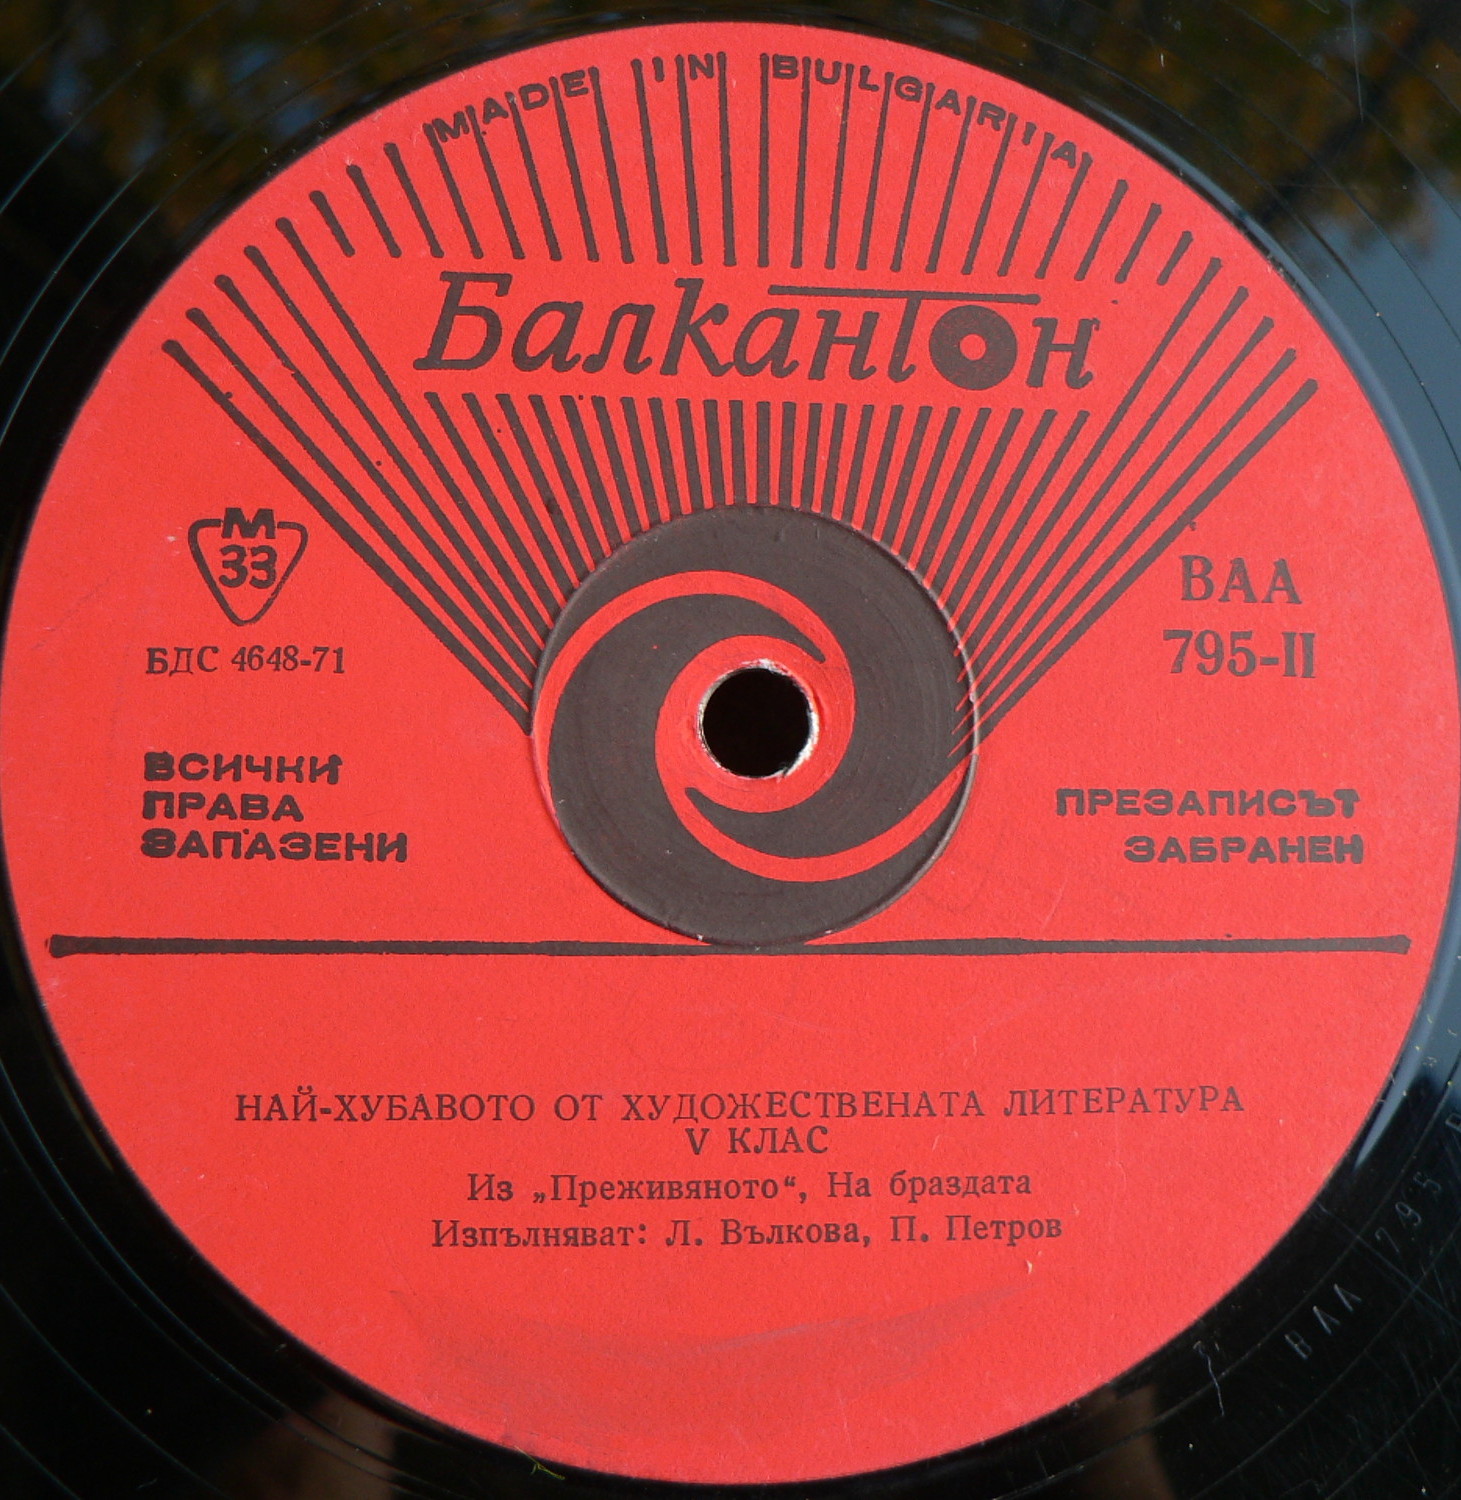 MADE IN BULGARIA
Балкантон
М
33
БДС 4648-71
ВАА
795-II
ВСИЧКИ
ПРАВА
ЗАПАЗЕНИ
ПРЕЗАПИСЪТ
ЗАБРАНЕН
НАЙ-ХУБАВОТО ОТ ХУДОЖЕСТВЕНАТА ЛИТЕРАТУРА
V КЛАС
Из „Преживяното“, На браздата
Изпълняват: Л. Вълкова, П. Петров
ВАА 795